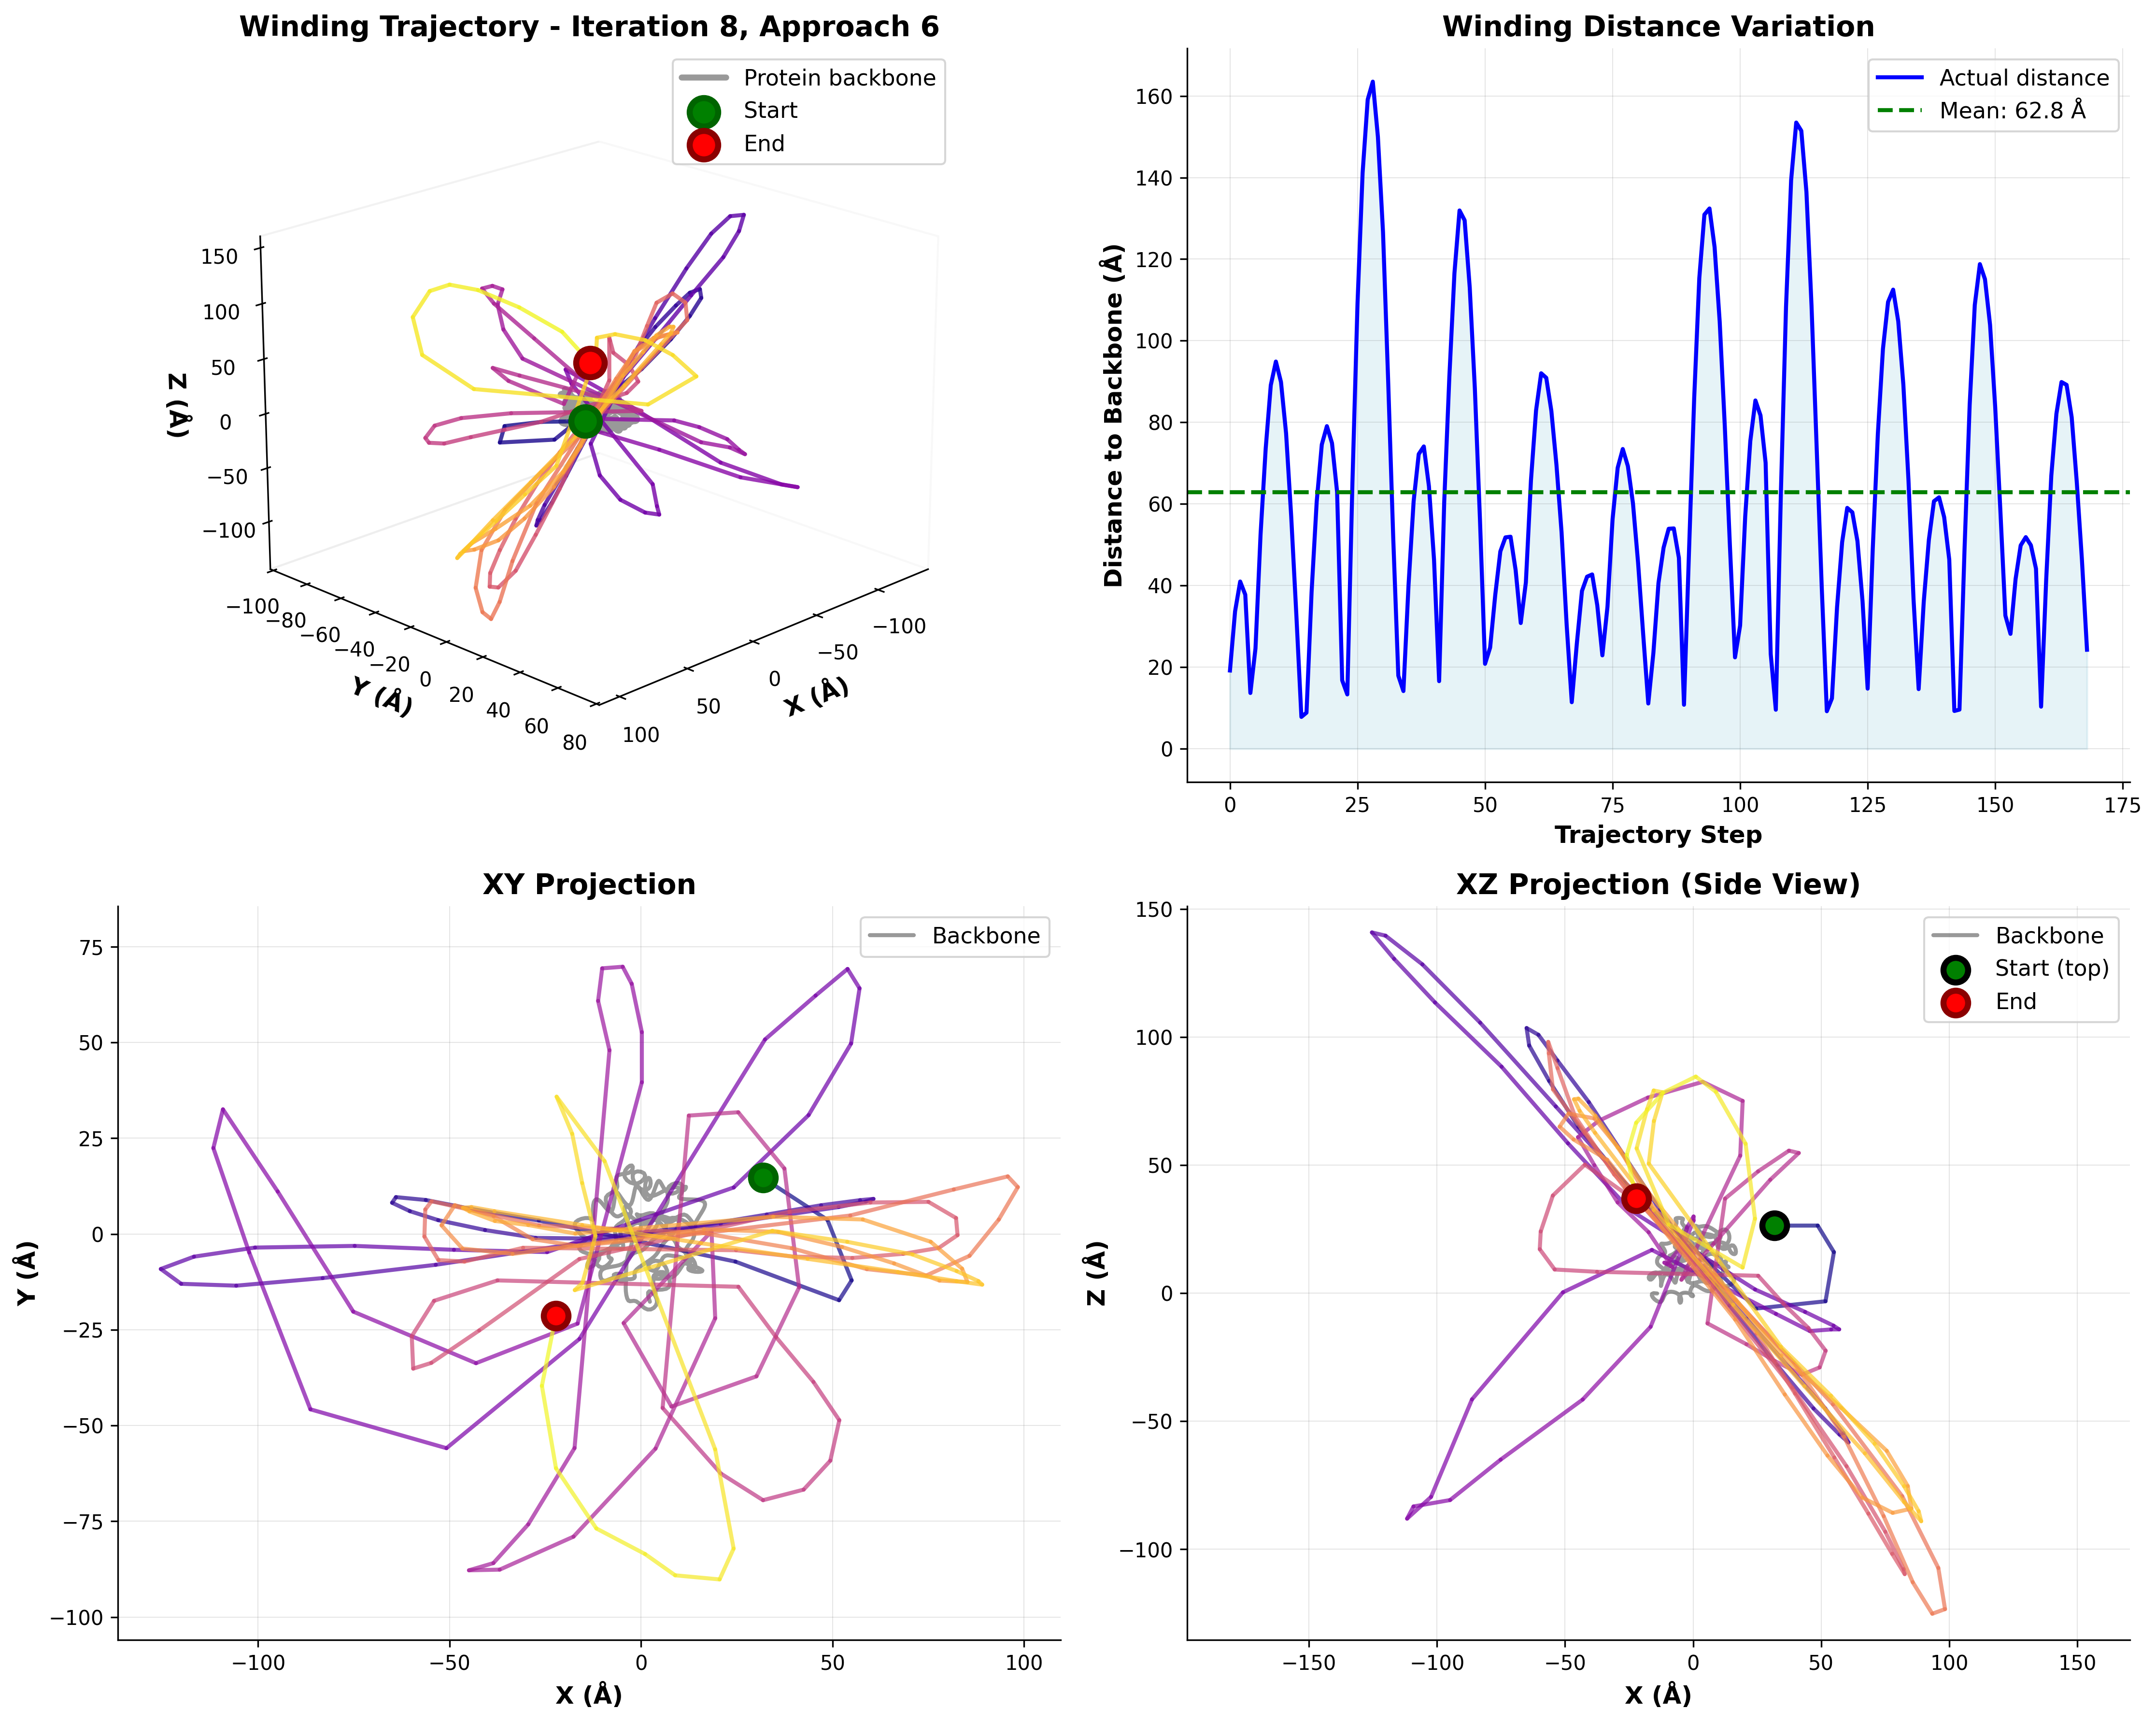 Winding Trajectory - Iteration 8, Approach 6
Protein backbone
Start
End
150
100
50
0
−50
−100
Z (Å)
−100
−80
−60
−40
−20
0
20
40
60
80
Y (Å)
100
50
0
−50
−100
X (Å)
Winding Distance Variation
Actual distance
Mean: 62.8 Å
160
140
120
100
80
60
40
20
0
Distance to Backbone (Å)
0 25 50 75 100 125 150 175
Trajectory Step
XY Projection
Backbone
75
50
25
0
−25
−50
−75
−100
Y (Å)
−100 −50 0 50 100
X (Å)
XZ Projection (Side View)
Backbone
Start (top)
End
150
100
50
0
−50
−100
Z (Å)
−150 −100 −50 0 50 100 150
X (Å)